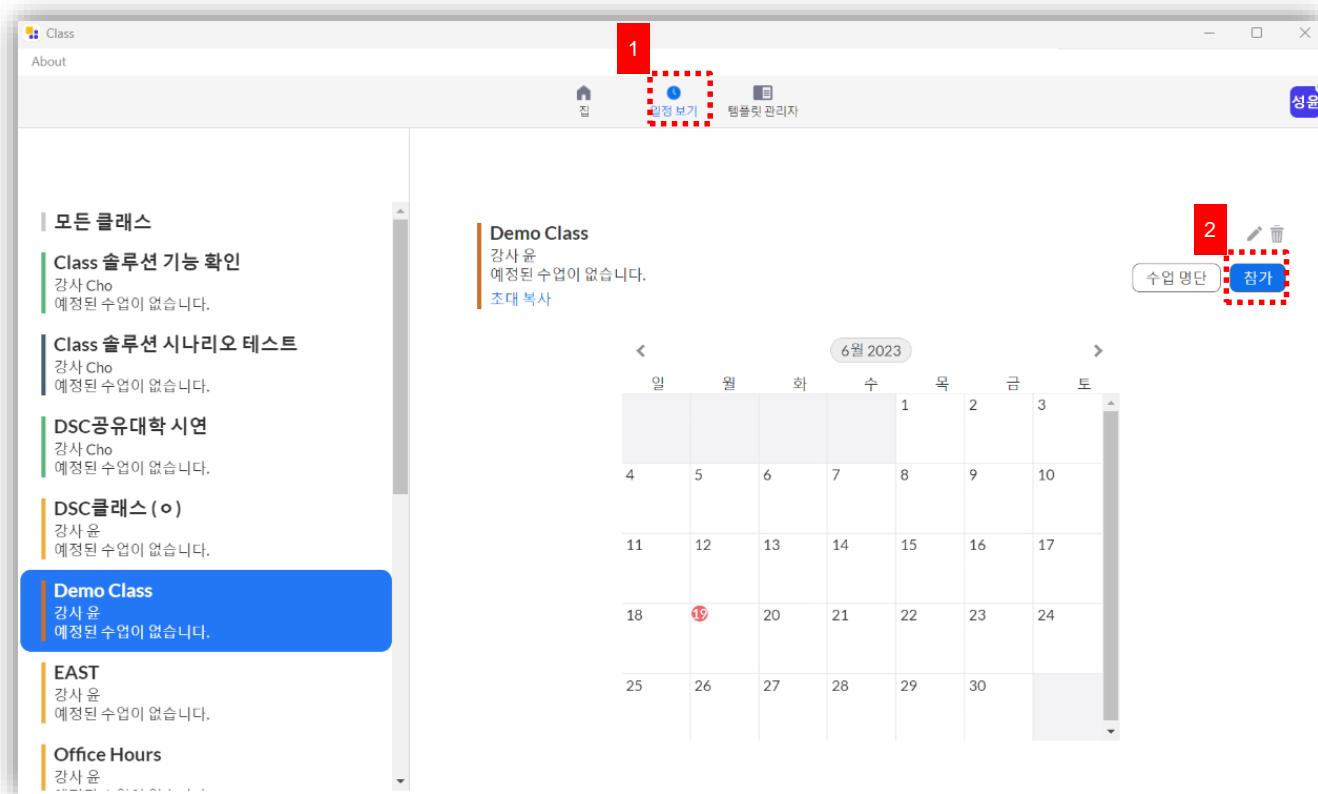 Class
About
1
집
일정 보기
템플릿 관리자
성윤
모든 클래스
Class 솔루션 기능 확인
강사 Cho
예정된 수업이 없습니다.
Class 솔루션 시나리오 테스트
강사 Cho
예정된 수업이 없습니다.
DSC공유대학 시연
강사 Cho
예정된 수업이 없습니다.
DSC클래스 (ㅇ)
강사 윤
예정된 수업이 없습니다.
Demo Class
강사 윤
예정된 수업이 없습니다.
EAST
강사 윤
예정된 수업이 없습니다.
Office Hours
강사 윤
Demo Class
강사 윤
예정된 수업이 없습니다.
초대 복사
2
수업 명단
참가
6월 2023
일 월 화 수 목 금 토
1 2 3
4 5 6 7 8 9 10
11 12 13 14 15 16 17
18 19 20 21 22 23 24
25 26 27 28 29 30